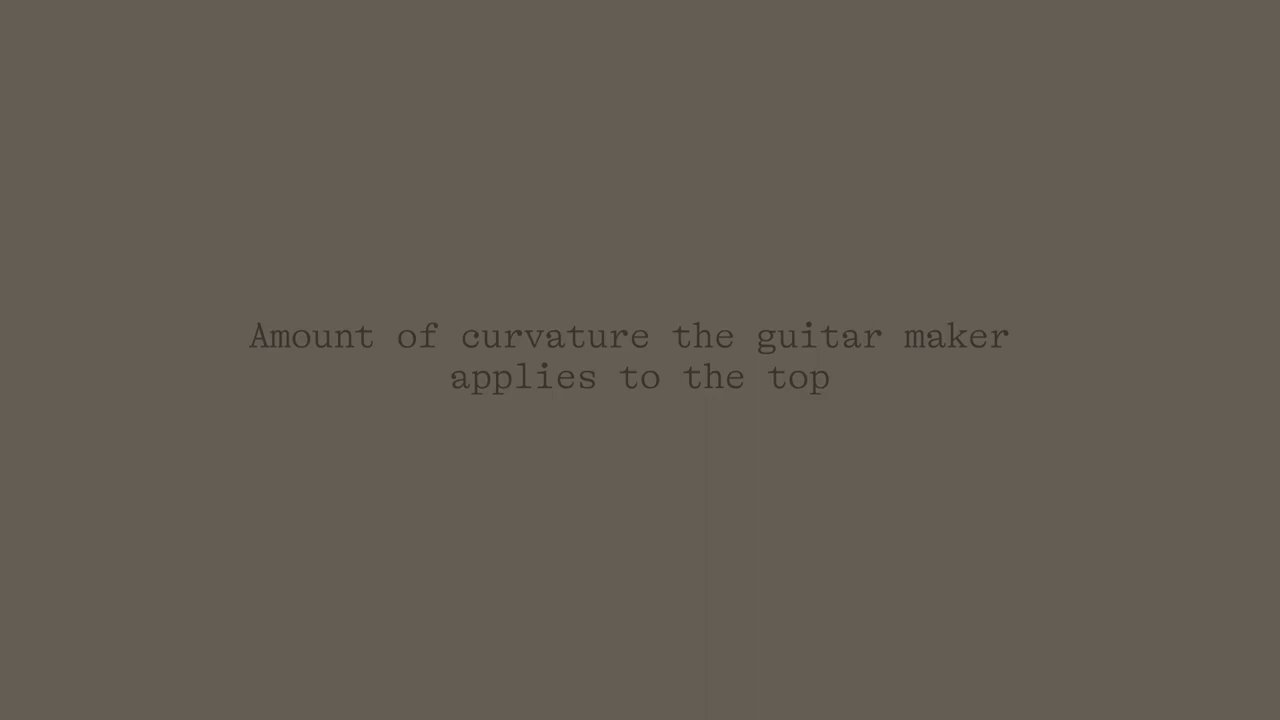 Amount of curvature the guitar maker
applies to the top